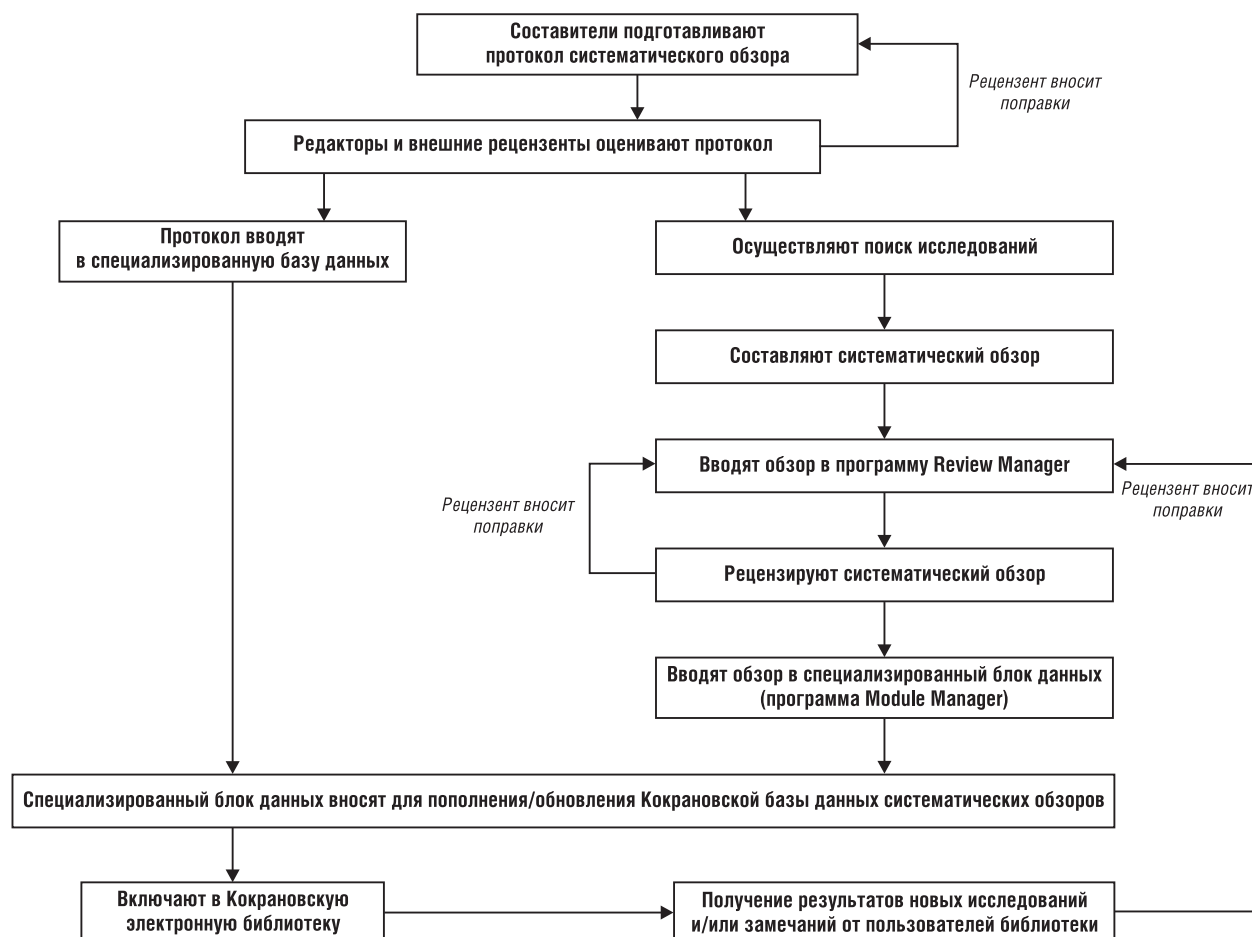 Составители подготавливают
протокол систематического обзора
Рецензент вносит
поправки
Редакторы и внешние рецензенты оценивают протокол
Протокол вводят
в специализированную базу данных
Осуществляют поиск исследований
Составляют систематический обзор
Вводят обзор в программу Review Manager
Рецензент вносит
поправки
Рецензент вносит
поправки
Рецензируют систематический обзор
Вводят обзор в специализированный блок данных
(программа Module Manager)
Специализированный блок данных вносят для пополнения/обновления Кокрановской базы данных систематических обзоров
Включают в Кокрановскую
электронную библиотеку
Получение результатов новых исследований
и/или замечаний от пользователей библиотеки